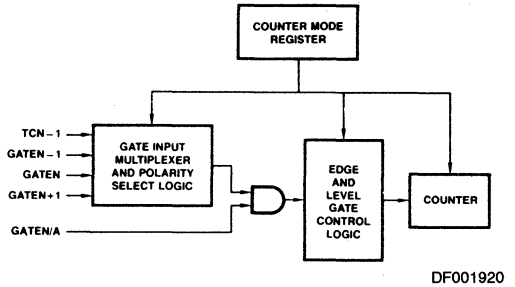 COUNTER MODE
REGISTER
TCN-1
GATEN-1
GATEN
GATEN+1
GATEN/A
GATE INPUT
MULTIPLEXER
AND POLARITY
SELECT LOGIC
EDGE
AND
LEVEL
GATE
CONTROL
LOGIC
COUNTER
DF001920